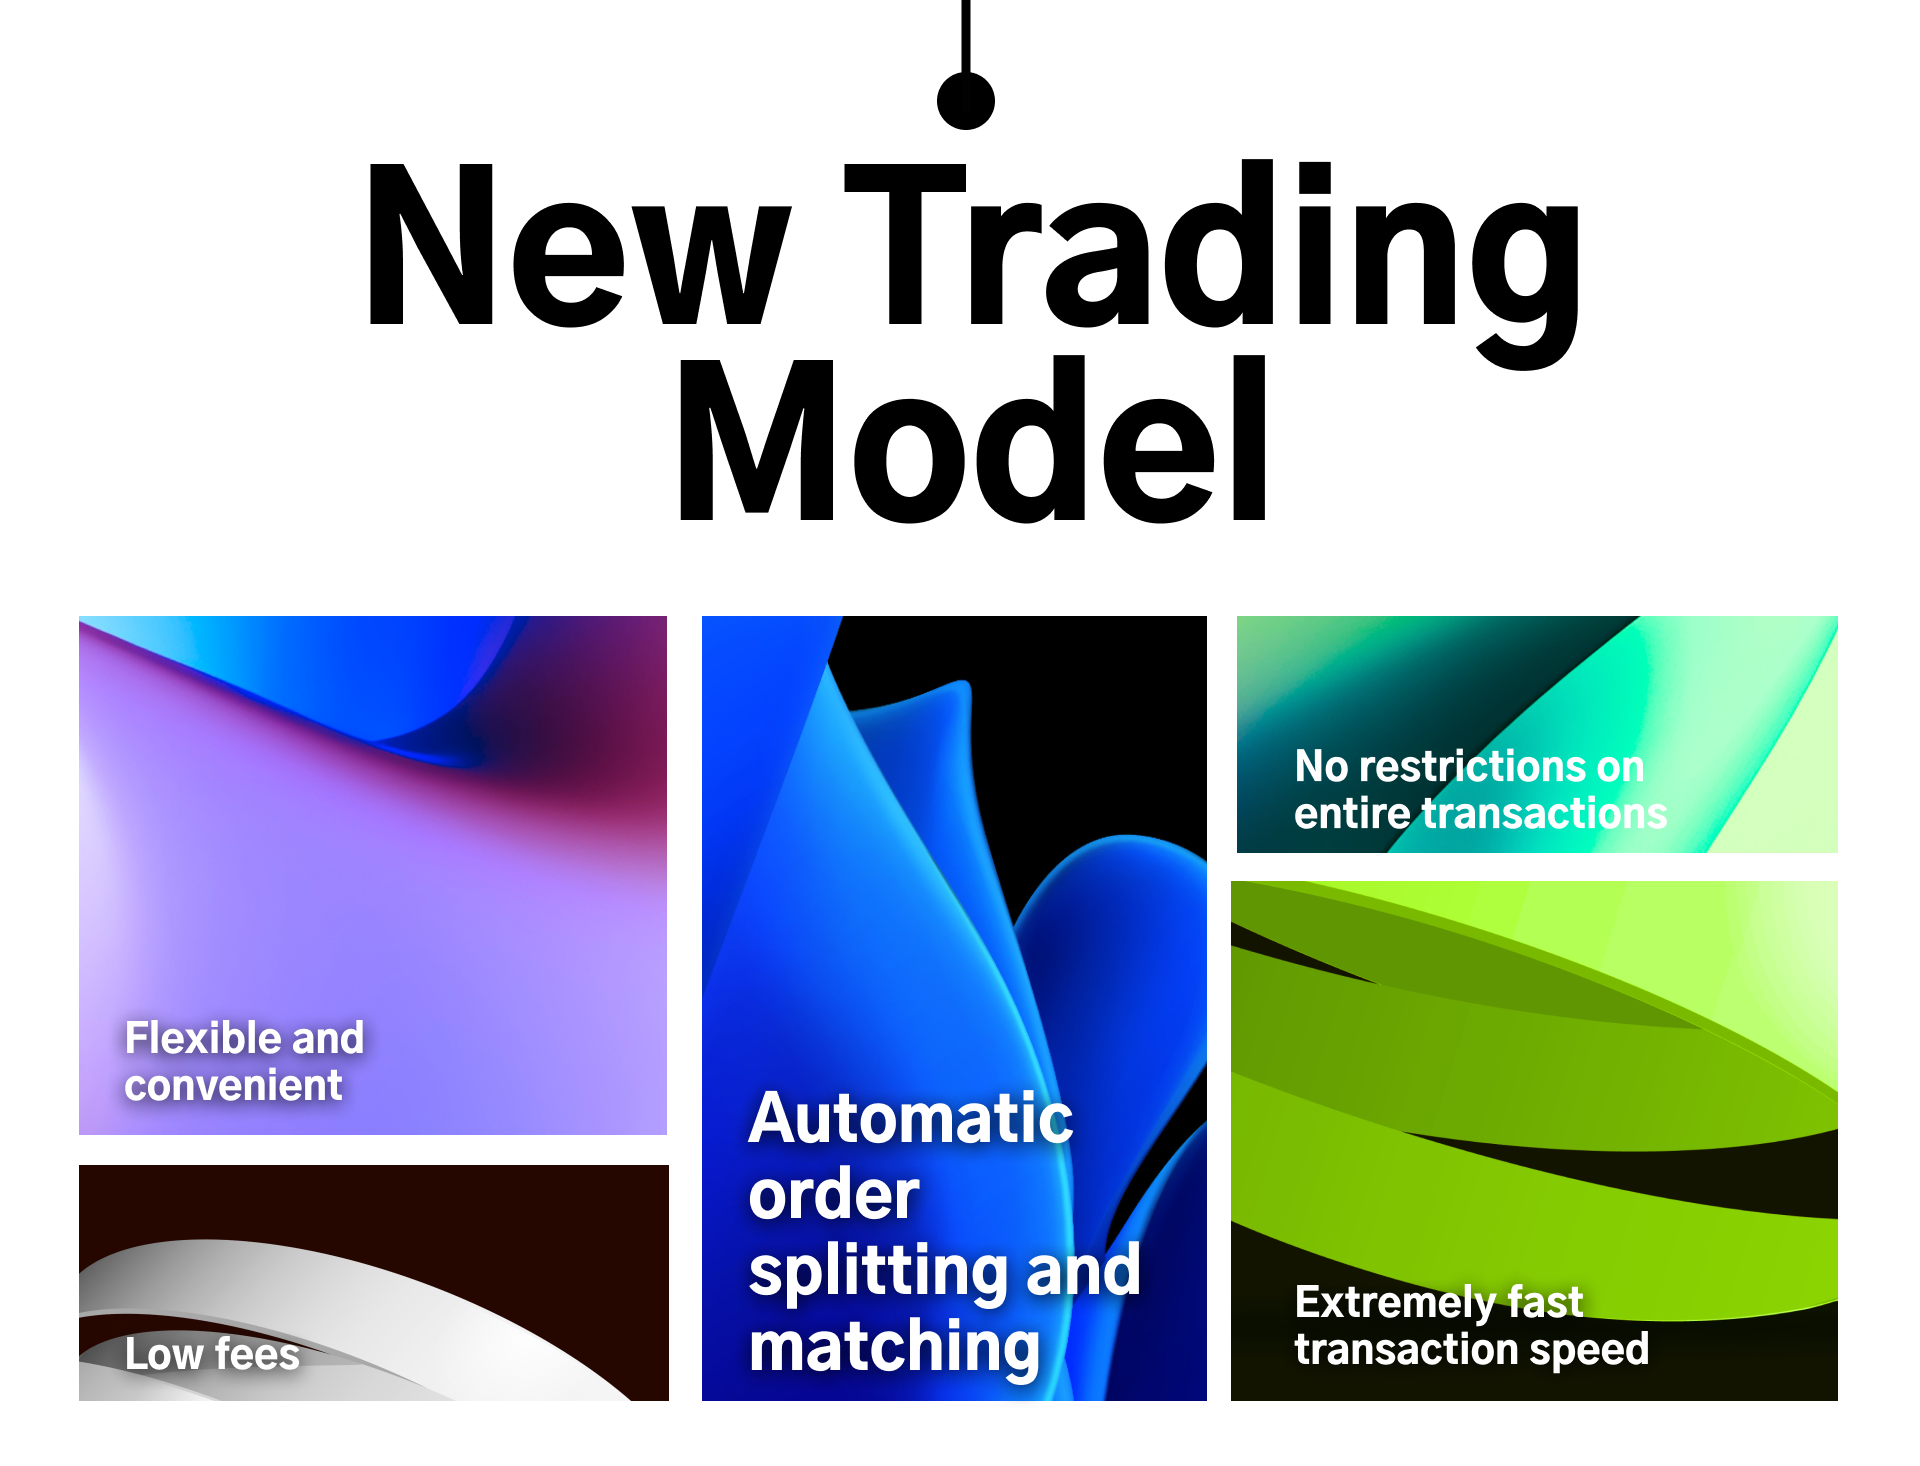 New Trading
Model
Flexible and
convenient
Low fees
Automatic
order
splitting and
matching
No restrictions on
entire transactions
Extremely fast
transaction speed